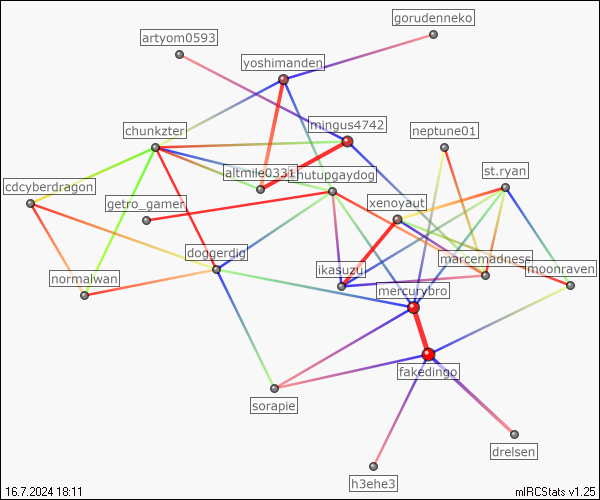 gorudenneko
artyom0593
yoshimanden
mingus4742
chunkzter
neptune01
altmile0331
shutupgaydog
st.ryan
cdcyberdragon
getro_gamer
xenoyaut
doggerdig
marcemadness
ikasuzu
moonraven
normalwan
mercurybro
fakedingo
sorapie
drelsen
h3ehe3
16.7.2024 18:11
mIRCStats v1.25